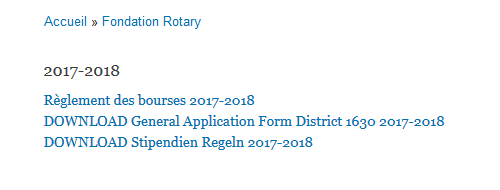 Accueil » Fondation Rotary
2017-2018
Règlement des bourses 2017-2018
DOWNLOAD General Application Form District 1630 2017-2018
DOWNLOAD Stipendien Regeln 2017-2018